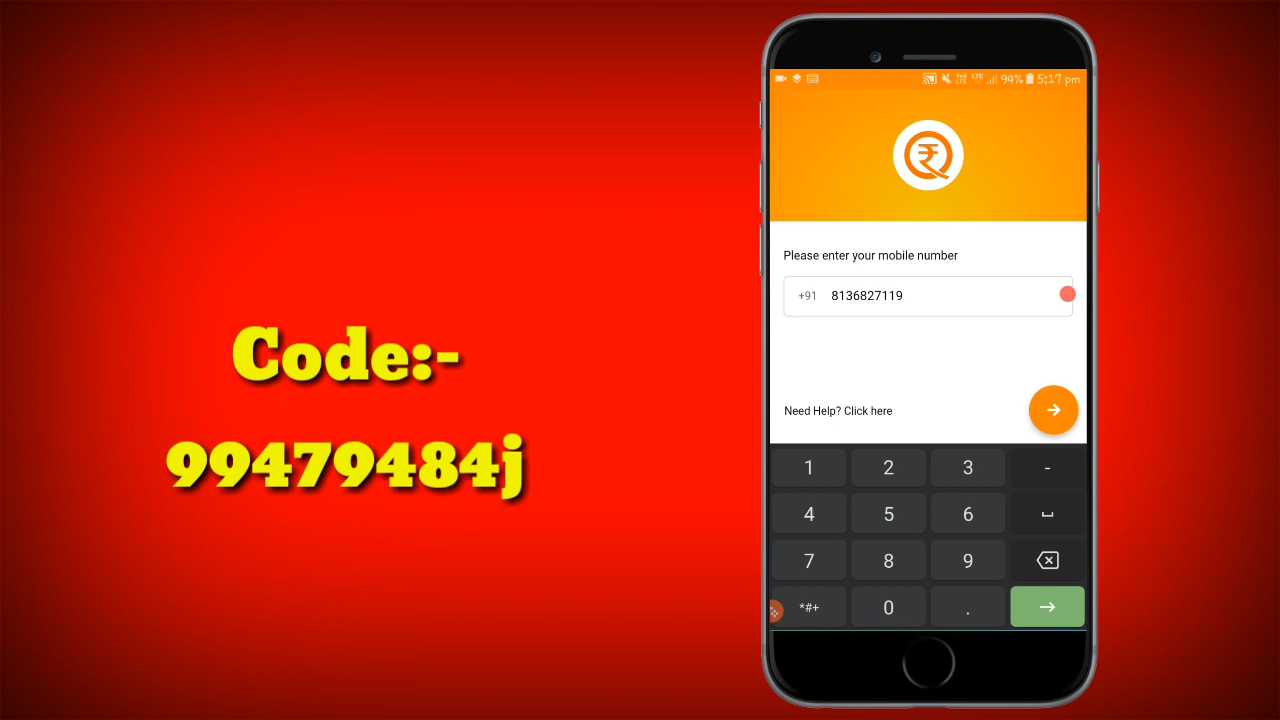 Code:-
99479484j
94% 5:17 pm
Please enter your mobile number
+91 8136827119
Need Help? Click here
1 2 3 -
4 5 6
7 8 9
*#+ 0 .